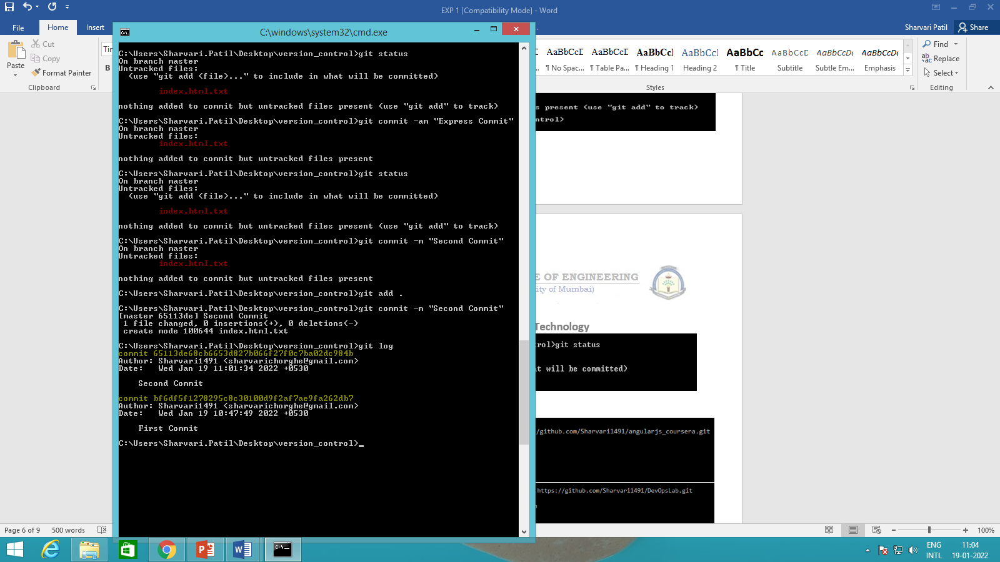 EXP 1 [Compatibility Mode] - Word
File
Home
Insert
Sharvari Patil
Share
Paste
Cut
Copy
Format Painter
Clipboard
Tim
B
AaBbCcD
AaBbCcD
AaBbCcI
AaBbCcI
AaBbCc
AaBbCcD
AaBbCcDc
AaBbCcDc
¶ No Spac...
¶ Table Pa...
¶ Heading 1
Heading 2
¶ Title
Subtitle
Subtle Em...
Emphasis
Styles
Find
Replace
Select
Editing
C:\windows\system32\cmd.exe
C:\Users\Sharvari.Patil\Desktop\version_control>git status
On branch master
Untracked files:
(use "git add <file>..." to include in what will be committed)
index.html.txt
nothing added to commit but untracked files present (use "git add" to track)
C:\Users\Sharvari.Patil\Desktop\version_control>git commit -am "Express Commit"
On branch master
Untracked files:
index.html.txt
nothing added to commit but untracked files present
C:\Users\Sharvari.Patil\Desktop\version_control>git status
On branch master
Untracked files:
(use "git add <file>..." to include in what will be committed)
index.html.txt
nothing added to commit but untracked files present (use "git add" to track)
C:\Users\Sharvari.Patil\Desktop\version_control>git commit -m "Second Commit"
On branch master
Untracked files:
index.html.txt
nothing added to commit but untracked files present
C:\Users\Sharvari.Patil\Desktop\version_control>git add .
C:\Users\Sharvari.Patil\Desktop\version_control>git commit -m "Second Commit"
[master 65113de] Second Commit
1 file changed, 0 insertions(+), 0 deletions(-)
create mode 100644 index.html.txt
C:\Users\Sharvari.Patil\Desktop\version_control>git log
commit 65113de68cb6653d827b066f27f0c7ba02dc984b
Author: Sharvari1491 <sharvarichorghe@gmail.com>
Date:   Wed Jan 19 11:01:34 2022 +0530
Second Commit
commit bf6df5f1278295c8c30100d9f2af7ae9fa262db7
Author: Sharvari1491 <sharvarichorghe@gmail.com>
Date:   Wed Jan 19 10:47:49 2022 +0530
First Commit
C:\Users\Sharvari.Patil\Desktop\version_control>_
s present (use "git add" to track)
ntrol>
E OF ENGINEERING
ity of Mumbai)
Technology
trol>git status
at will be committed)
/github.com/Sharvari1491/angularjs_coursera.git
https://github.com/Sharvari1491/DevOpsLab.git
Page 6 of 9
500 words
100%
ENG
INTL
11:04
19-01-2022